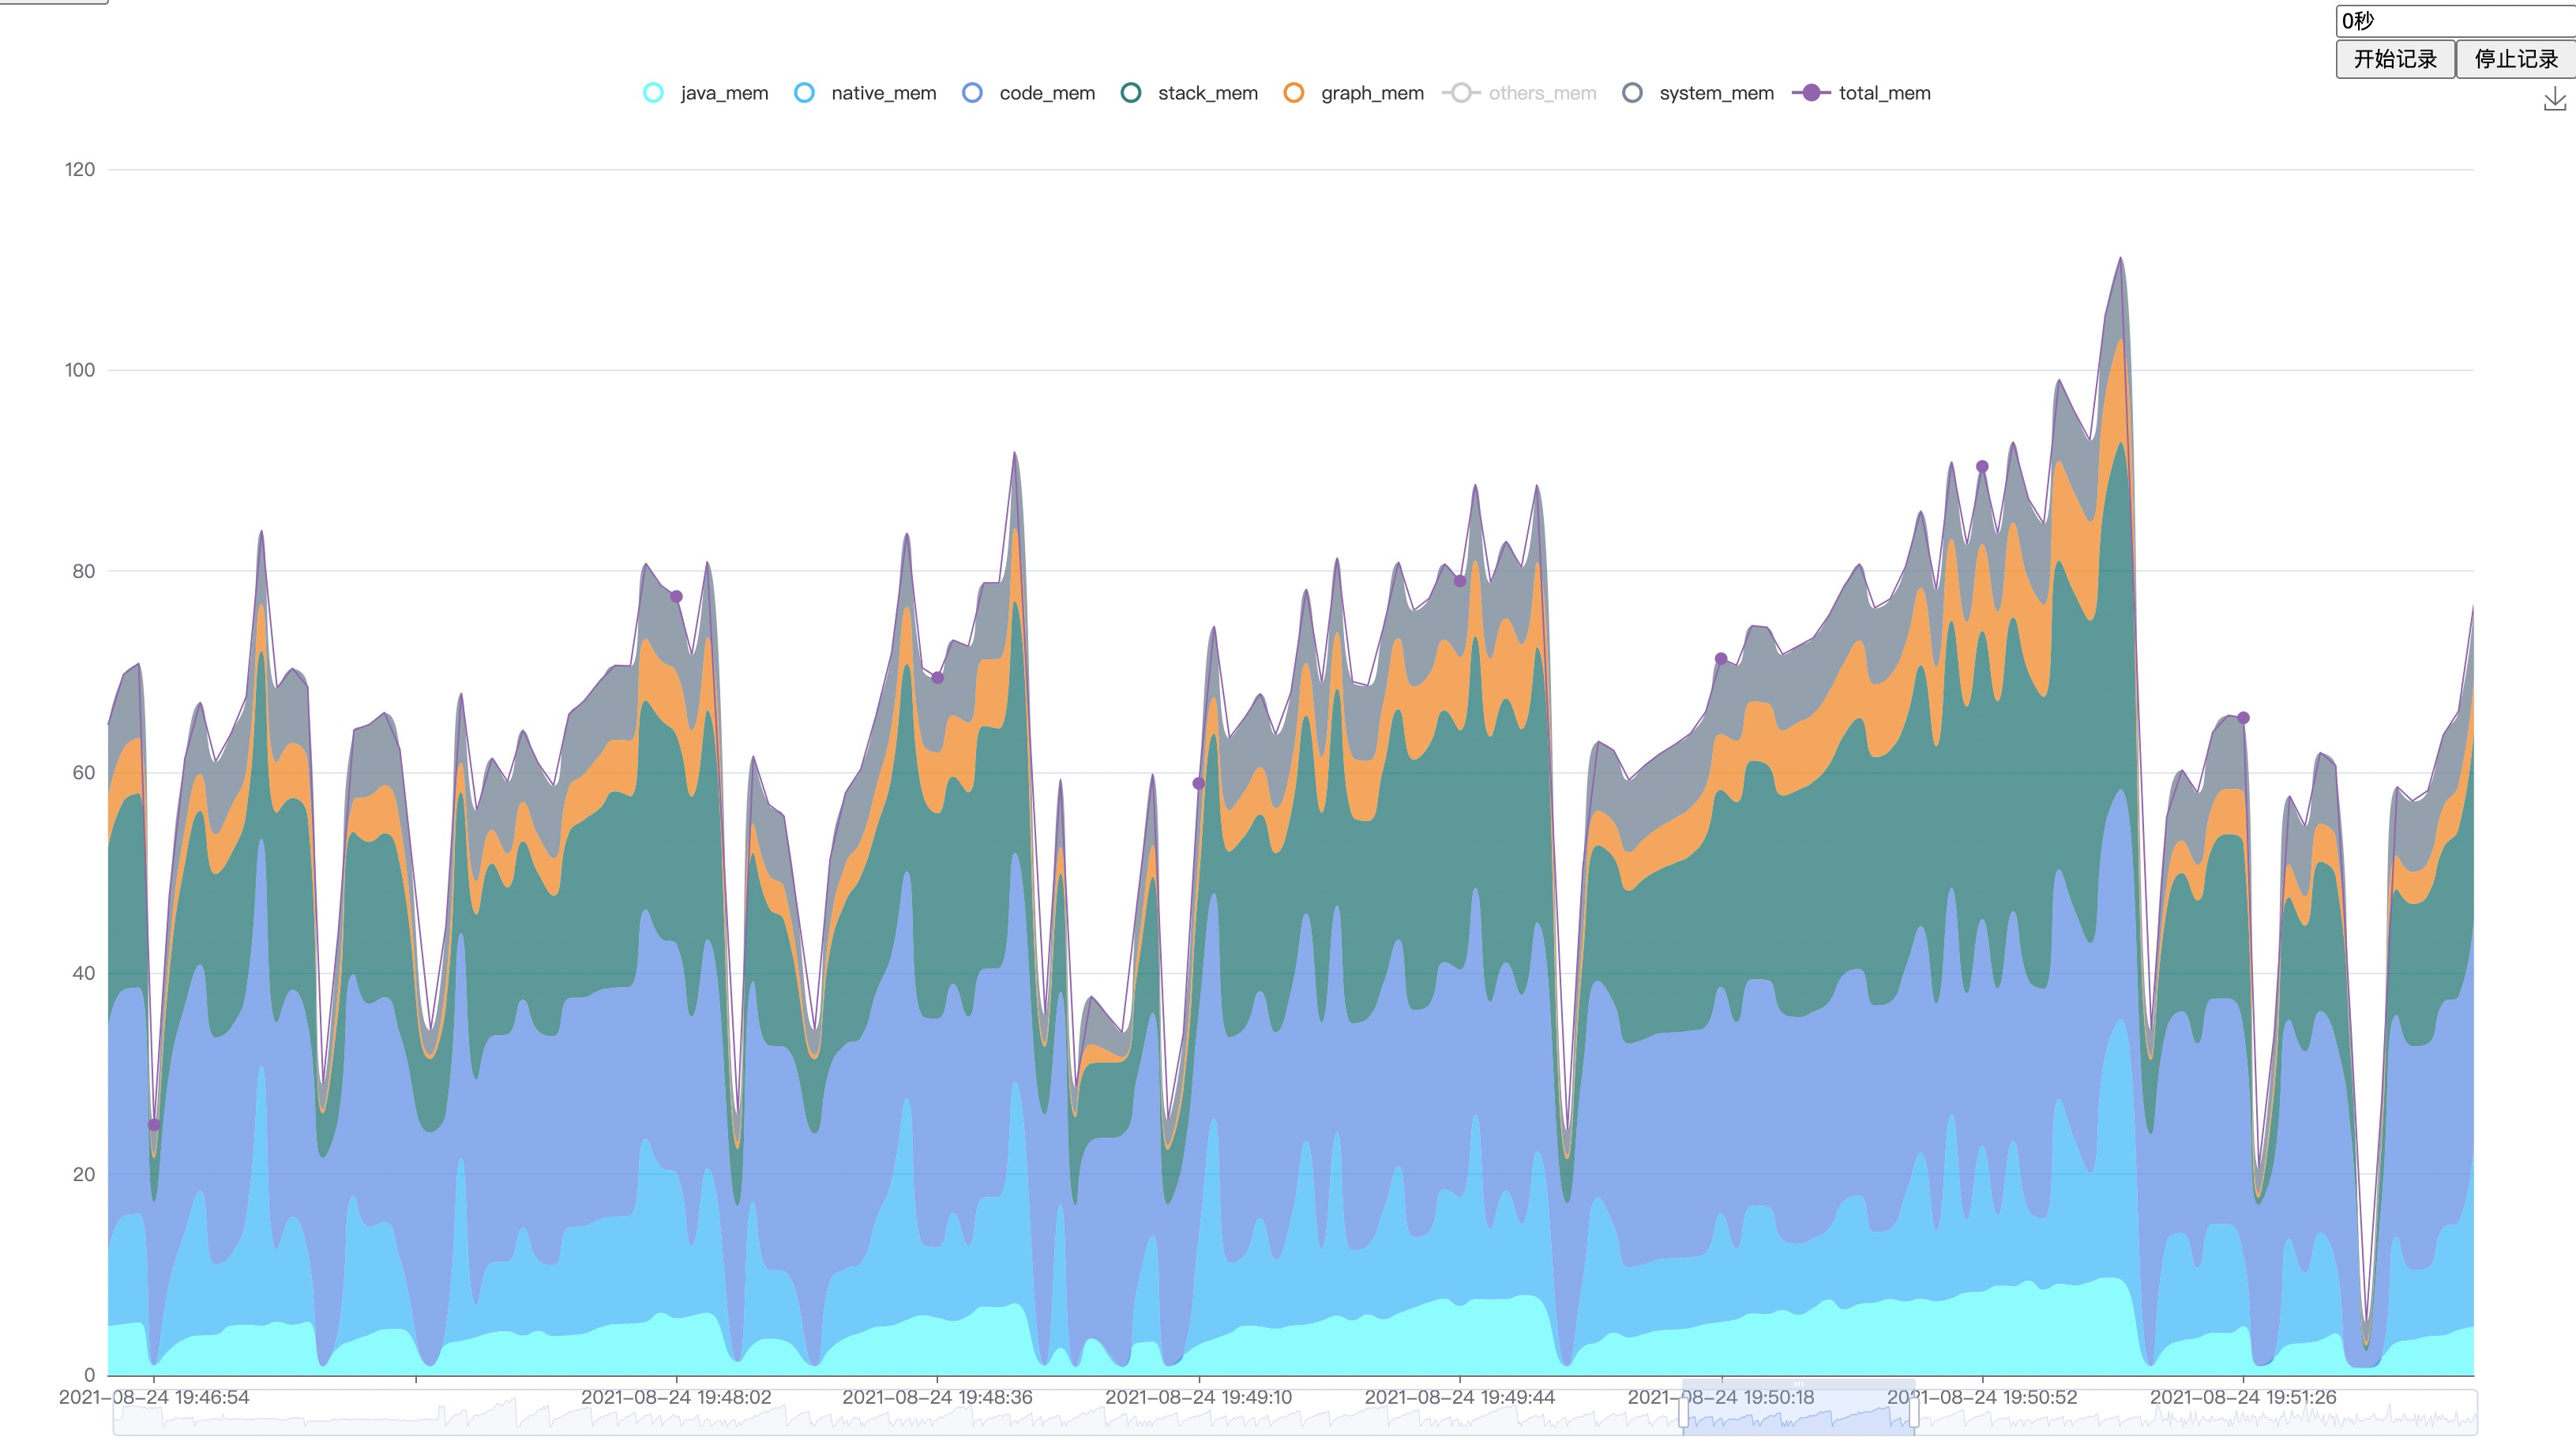 0秒
开始记录 停止记录
java_mem native_mem code_mem stack_mem graph_mem others_mem system_mem total_mem
120
100
80
60
40
20
0
2021-08-24 19:46:54 2021-08-24 19:48:02 2021-08-24 19:48:36 2021-08-24 19:49:10 2021-08-24 19:49:44 2021-08-24 19:50:18 2021-08-24 19:50:52 2021-08-24 19:51:26